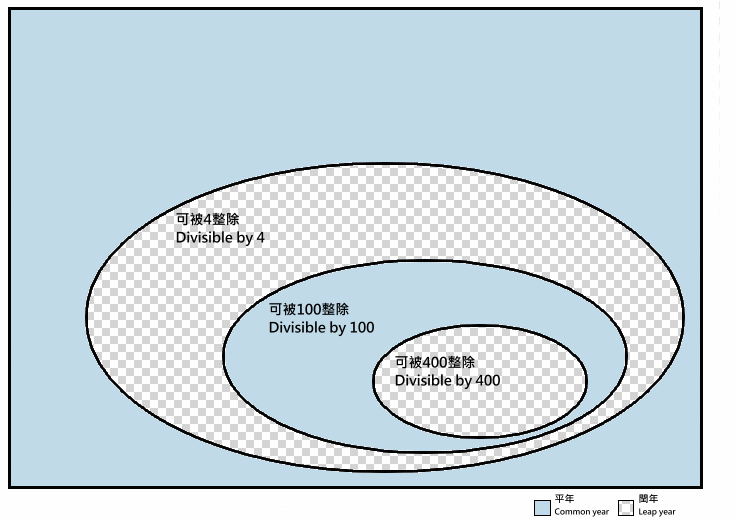 可被4整除
Divisible by 4
可被100整除
Divisible by 100
可被400整除
Divisible by 400
平年
Common year
閏年
Leap year